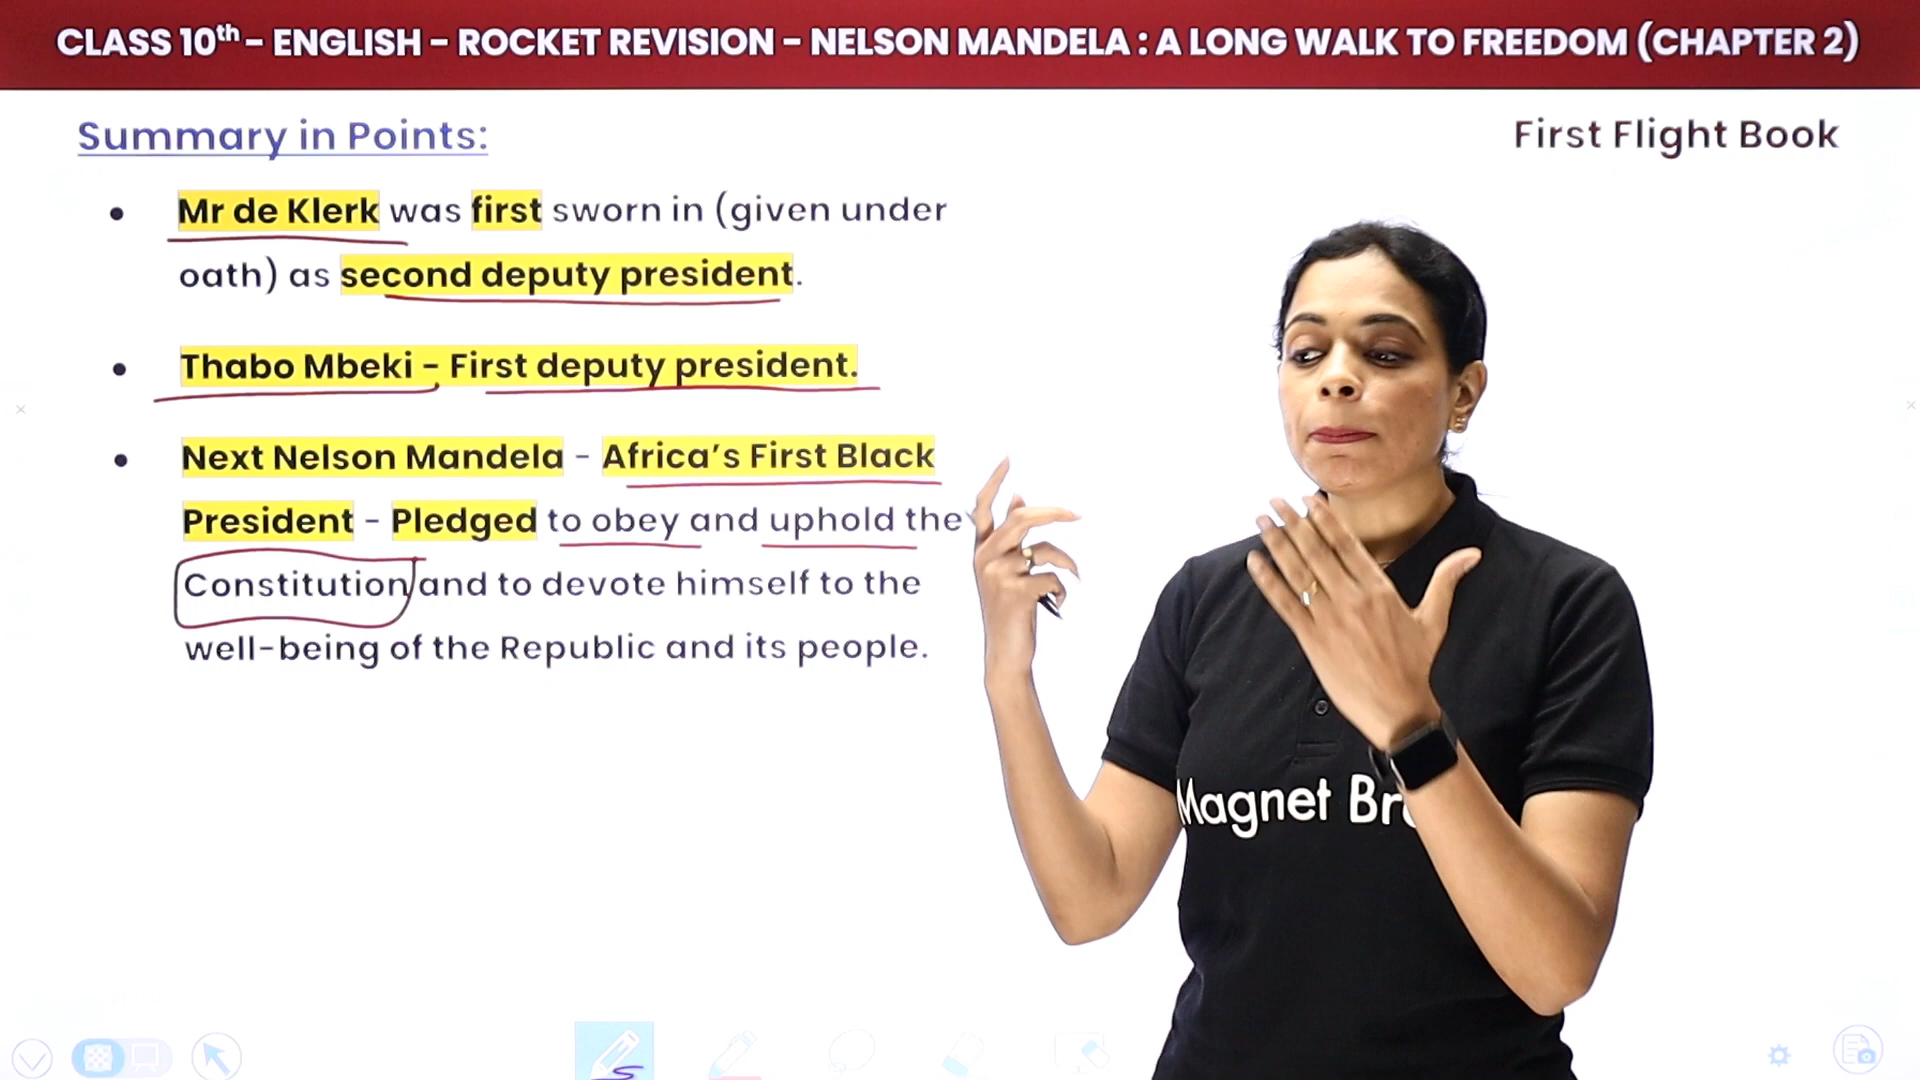 CLASS 10th - ENGLISH - ROCKET REVISION - NELSON MANDELA : A LONG WALK TO FREEDOM (CHAPTER 2)
Summary in Points:
First Flight Book
• Mr de Klerk was first sworn in (given under
oath) as second deputy president.
• Thabo Mbeki - First deputy president.
• Next Nelson Mandela - Africa's First Black
President - Pledged to obey and uphold the
Constitution and to devote himself to the
well-being of the Republic and its people.
Magnet Br